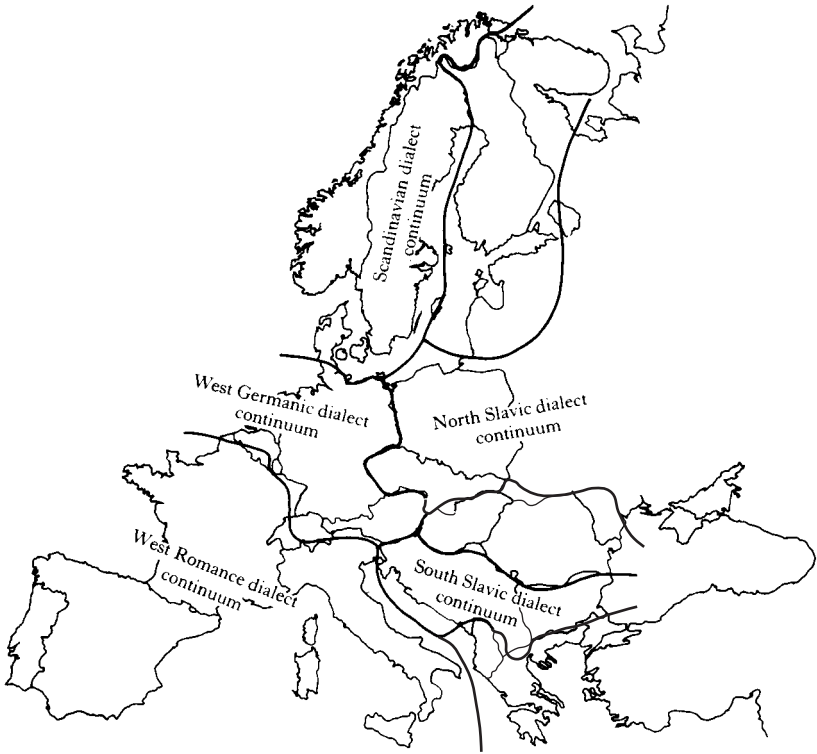 Scandinavian dialect
continuum
West Germanic dialect
continuum
North Slavic dialect
continuum
West Romance dialect
continuum
South Slavic dialect
continuum